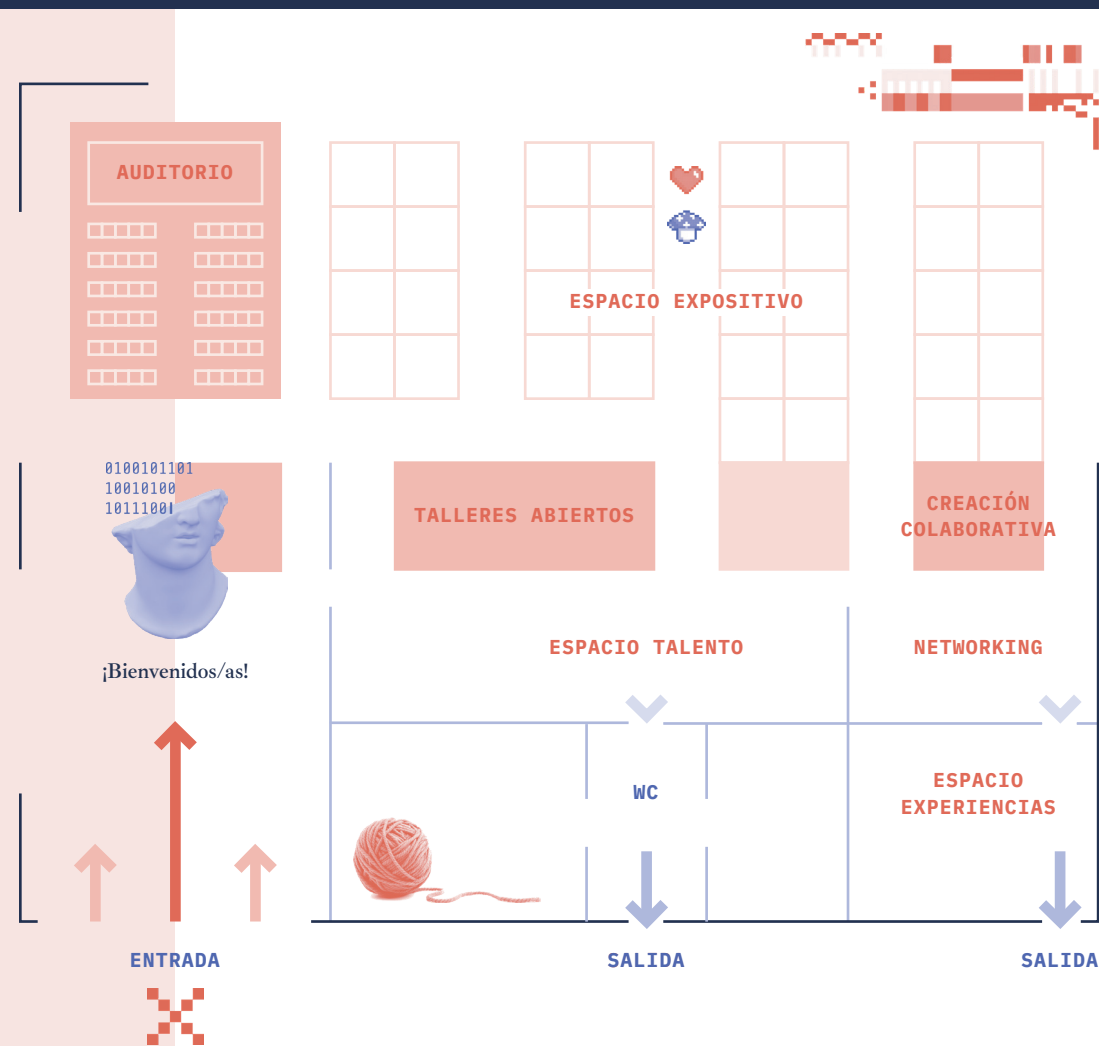 AUDITORIO
ESPACIO EXPOSITIVO
0100101101
10010100
1011100
TALLERES ABIERTOS
CREACIÓN
COLABORATIVA
¡Bienvenidos/as!
ESPACIO TALENTO
NETWORKING
WC
ESPACIO
EXPERIENCIAS
ENTRADA
SALIDA
SALIDA